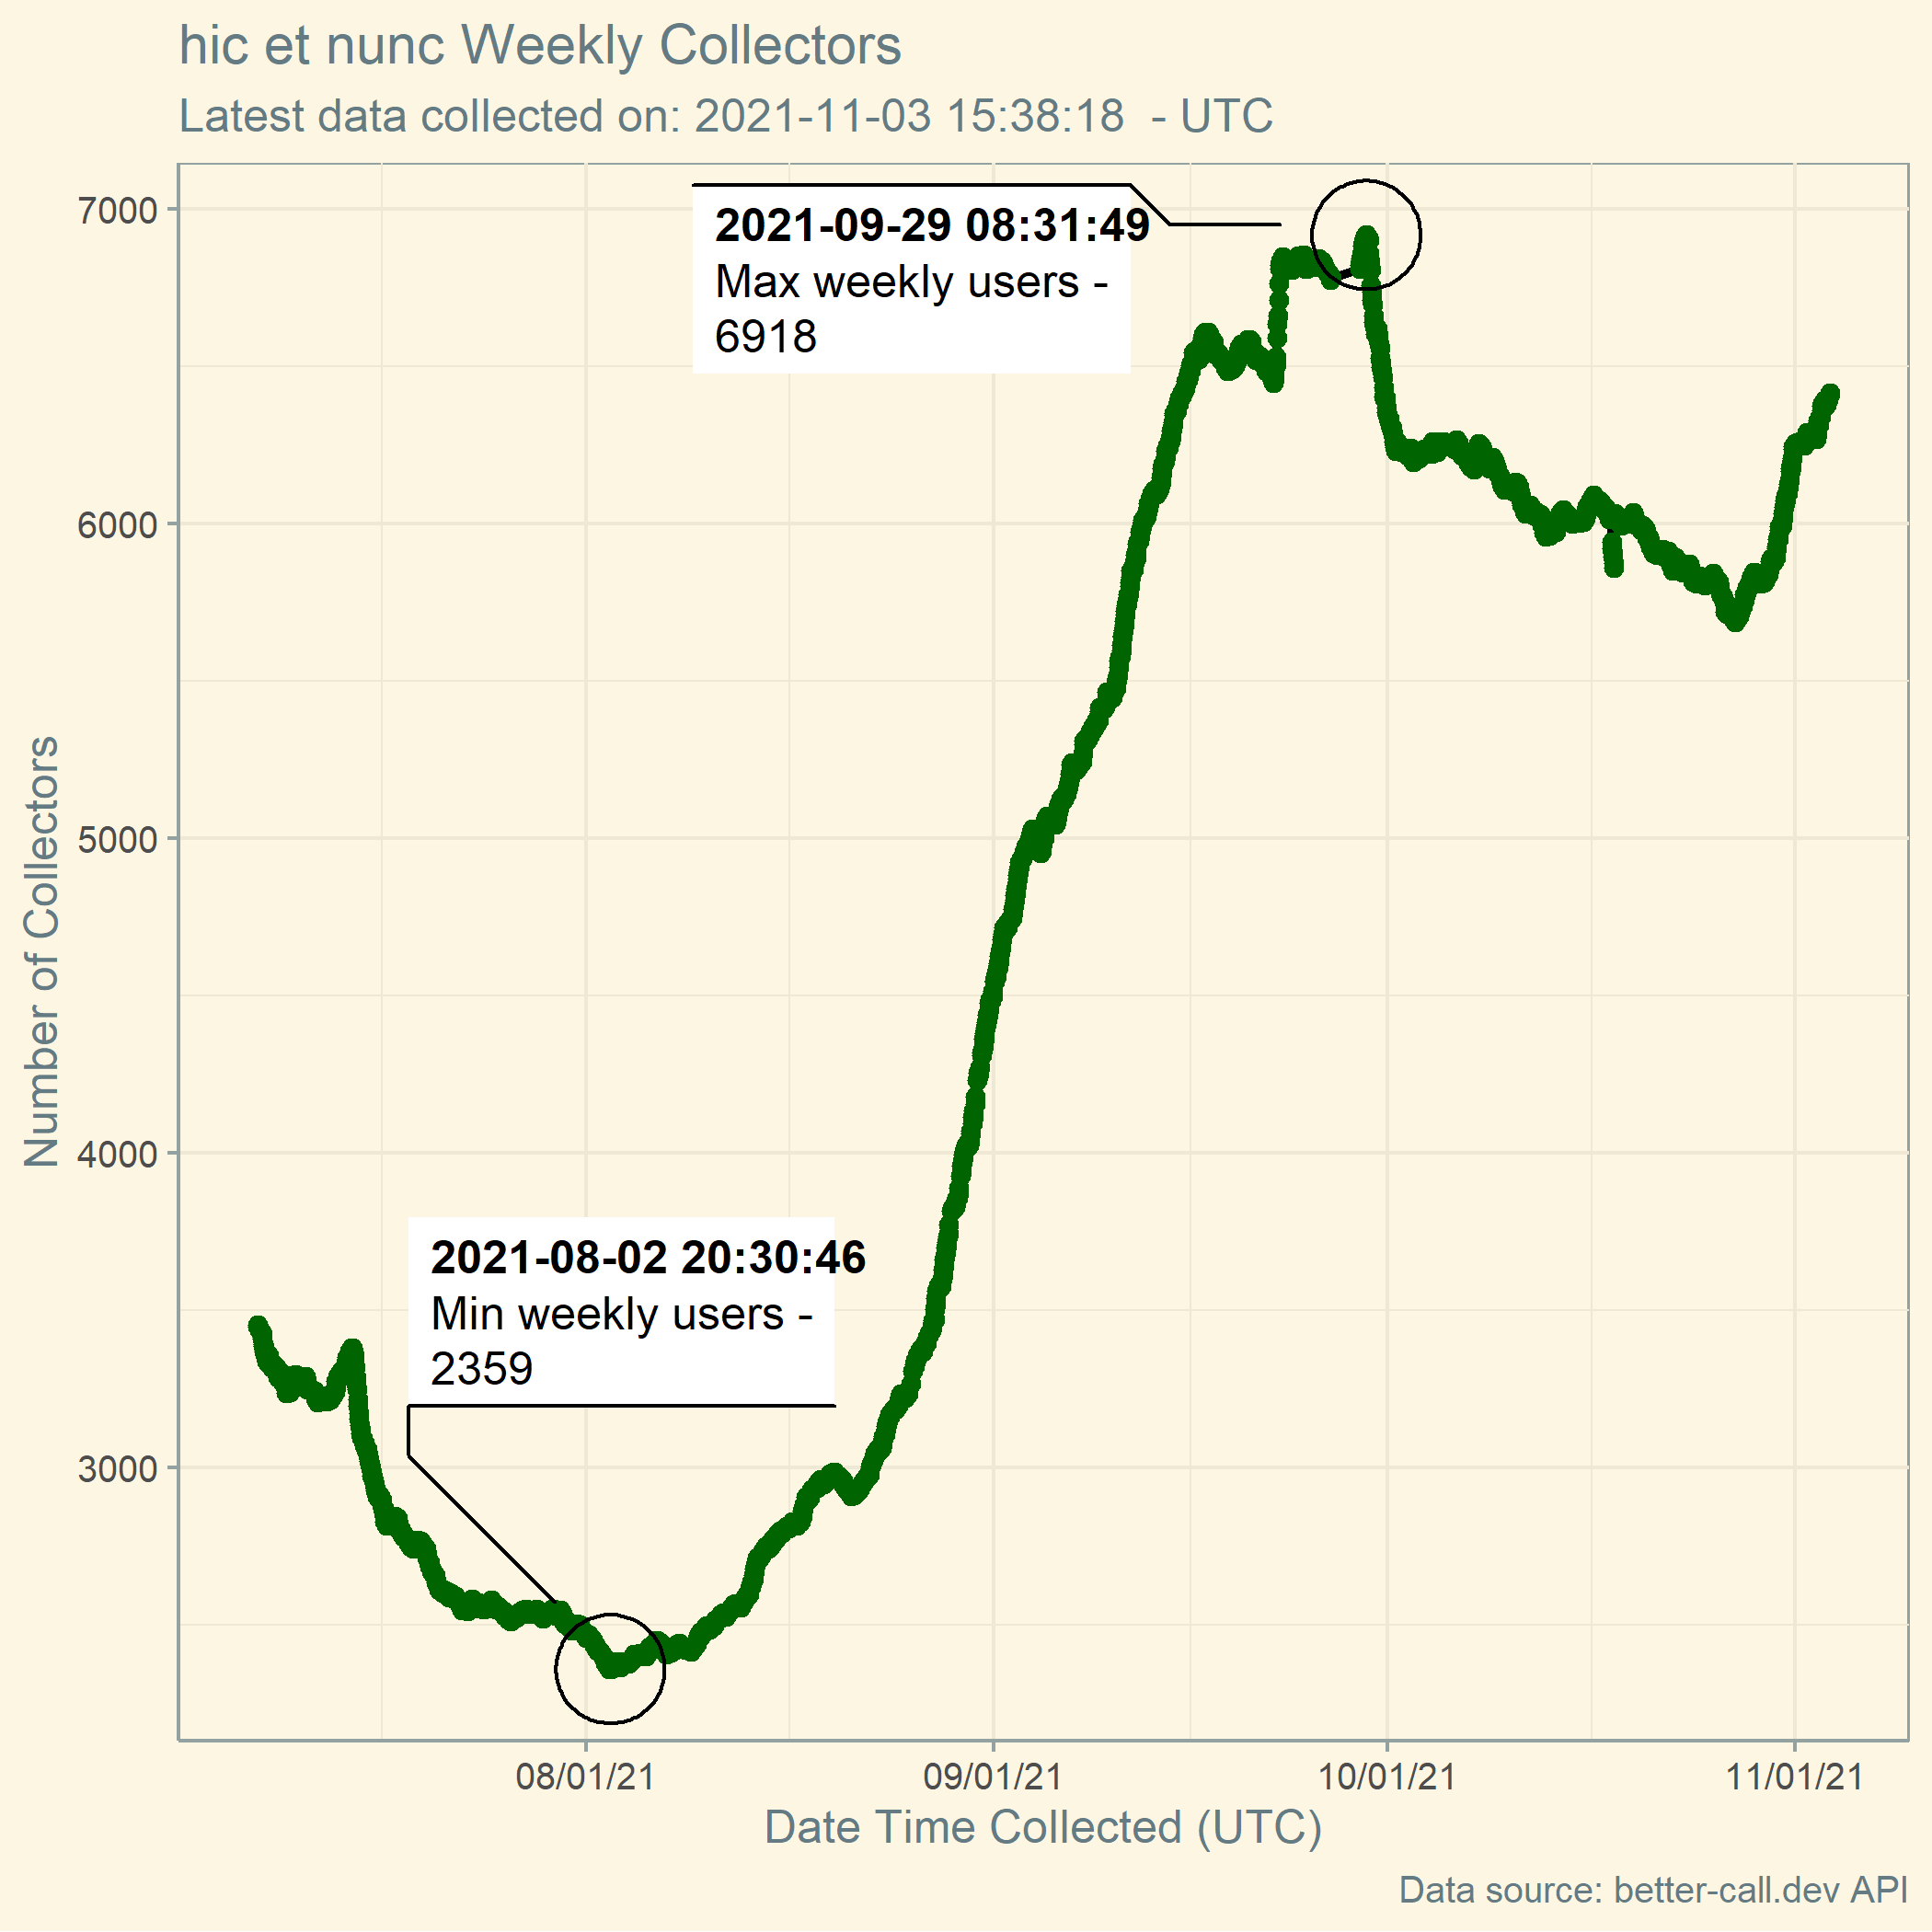 hic et nunc Weekly Collectors
Latest data collected on: 2021-11-03 15:38:18  - UTC
Number of Collectors
7000
6000
5000
4000
3000
2021-09-29 08:31:49
Max weekly users -
6918
2021-08-02 20:30:46
Min weekly users -
2359
08/01/21
09/01/21
10/01/21
11/01/21
Date Time Collected (UTC)
Data source: better-call.dev API